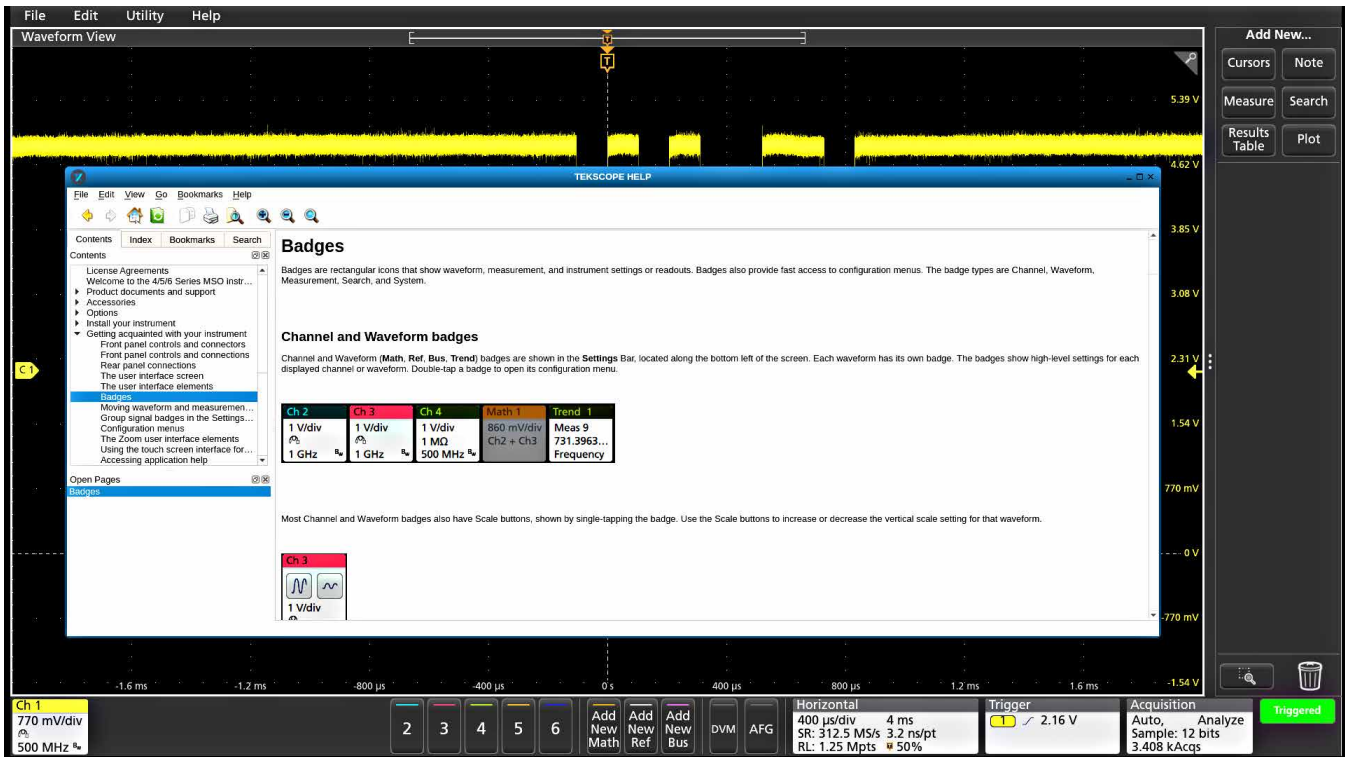 File Edit Utility Help
Waveform View
T
T
Add New...
Cursors Note
Measure Search
Results Table Plot
5.39 V
4.62 V
3.85 V
3.08 V
2.31 V
1.54 V
770 mV
0 V
-770 mV
-1.54 V
C 1
TEKSCOPE HELP
File Edit View Go Bookmarks Help
Contents Index Bookmarks Search
Contents
License Agreements
Welcome to the 4/5/6 Series MSO instr...
Product documents and support
Accessories
Options
Install your instrument
Getting acquainted with your instrument
Front panel controls and connectors
Front panel controls and connections
Rear panel connections
The user interface screen
The user interface elements
Badges
Moving waveform and measuremen...
Group signal badges in the Settings...
Configuration menus
The Zoom user interface elements
Using the touch screen interface for...
Accessing application help
Open Pages
Badges
Badges
Badges are rectangular icons that show waveform, measurement, and instrument settings or readouts. Badges also provide fast access to configuration menus. The badge types are Channel, Waveform,
Measurement, Search, and System.
Channel and Waveform badges
Channel and Waveform (Math, Ref, Bus, Trend) badges are shown in the Settings Bar, located along the bottom left of the screen. Each waveform has its own badge. The badges show high-level settings for each
displayed channel or waveform. Double-tap a badge to open its configuration menu.
Ch 2 Ch 3 Ch 4 Math 1 Trend 1
1 V/div 1 V/div 1 V/div 860 mV/div Meas 9
1 MΩ Ch2 + Ch3 731.3963...
1 GHz Bw 1 GHz Bw 500 MHz Bw Frequency
Most Channel and Waveform badges also have Scale buttons, shown by single-tapping the badge. Use the Scale buttons to increase or decrease the vertical scale setting for that waveform.
Ch 3
1 V/div
-1.6 ms -1.2 ms -800 µs -400 µs 0 s 400 µs 800 µs 1.2 ms 1.6 ms
Ch 1
770 mV/div
500 MHz Bw
2 3 4 5 6
Add New Math
Add New Ref
Add New Bus
DVM AFG
Horizontal
400 µs/div 4 ms
SR: 312.5 MS/s 3.2 ns/pt
RL: 1.25 Mpts 50%
Trigger
1 2.16 V
Acquisition
Auto, Analyze
Sample: 12 bits
3.408 kAcqs
Triggered